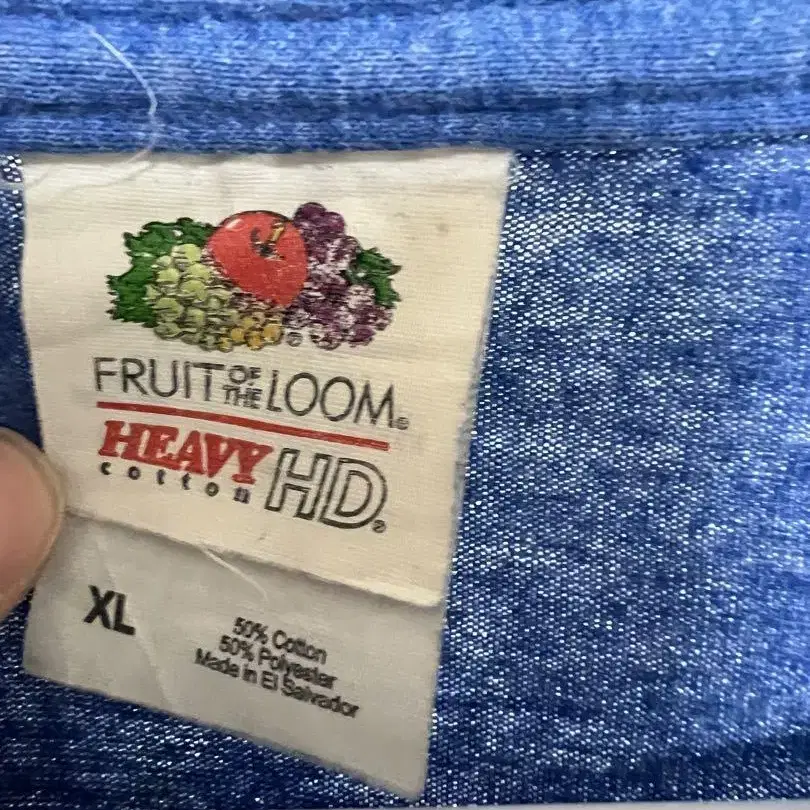 FRUIT OF THE LOOM®
HEAVY
cotton HD®
XL
50% Cotton
50% Polyester
Made in El Salvador